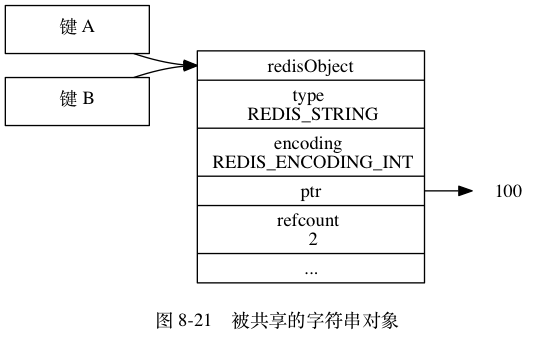 键 A
键 B
redisObject
type
REDIS_STRING
encoding
REDIS_ENCODING_INT
ptr
100
refcount
2
...
图 8-21 被共享的字符串对象